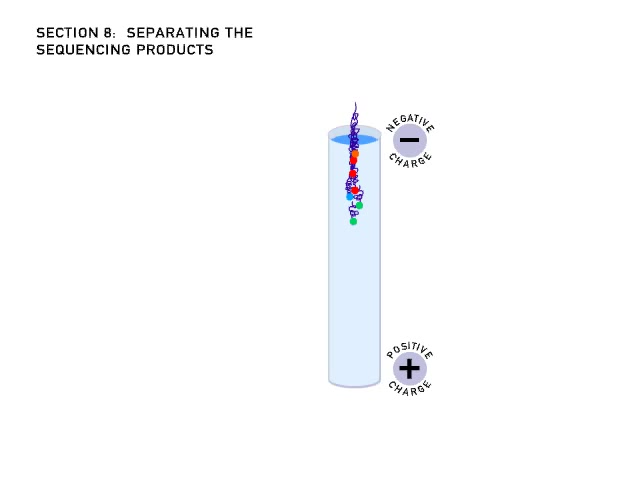 SECTION 8: SEPARATING THE
SEQUENCING PRODUCTS
NEGATIVE
−
CHARGE
POSITIVE
+
CHARGE